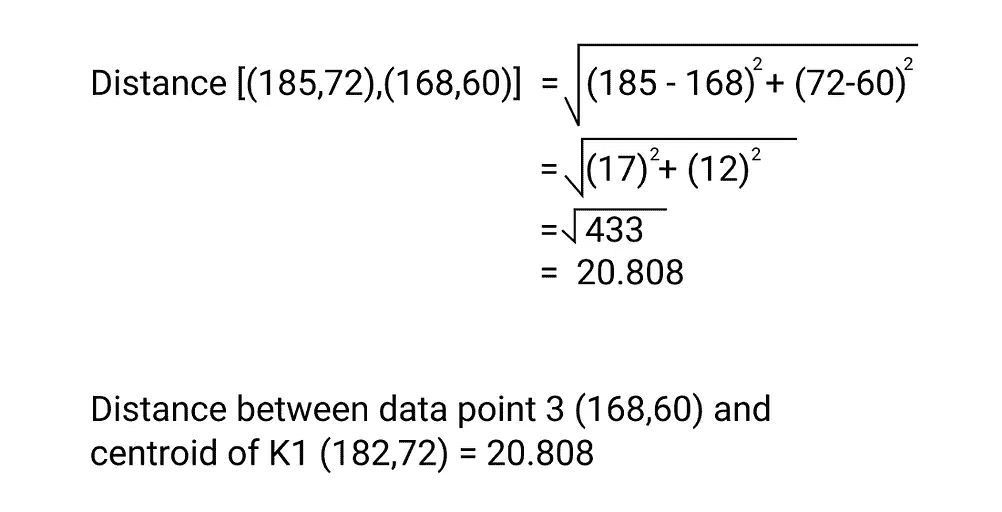 Distance [(185,72),(168,60)] = √(185 - 168)² + (72-60)²
= √(17)² + (12)²
= √433
= 20.808
Distance between data point 3 (168,60) and
centroid of K1 (182,72) = 20.808